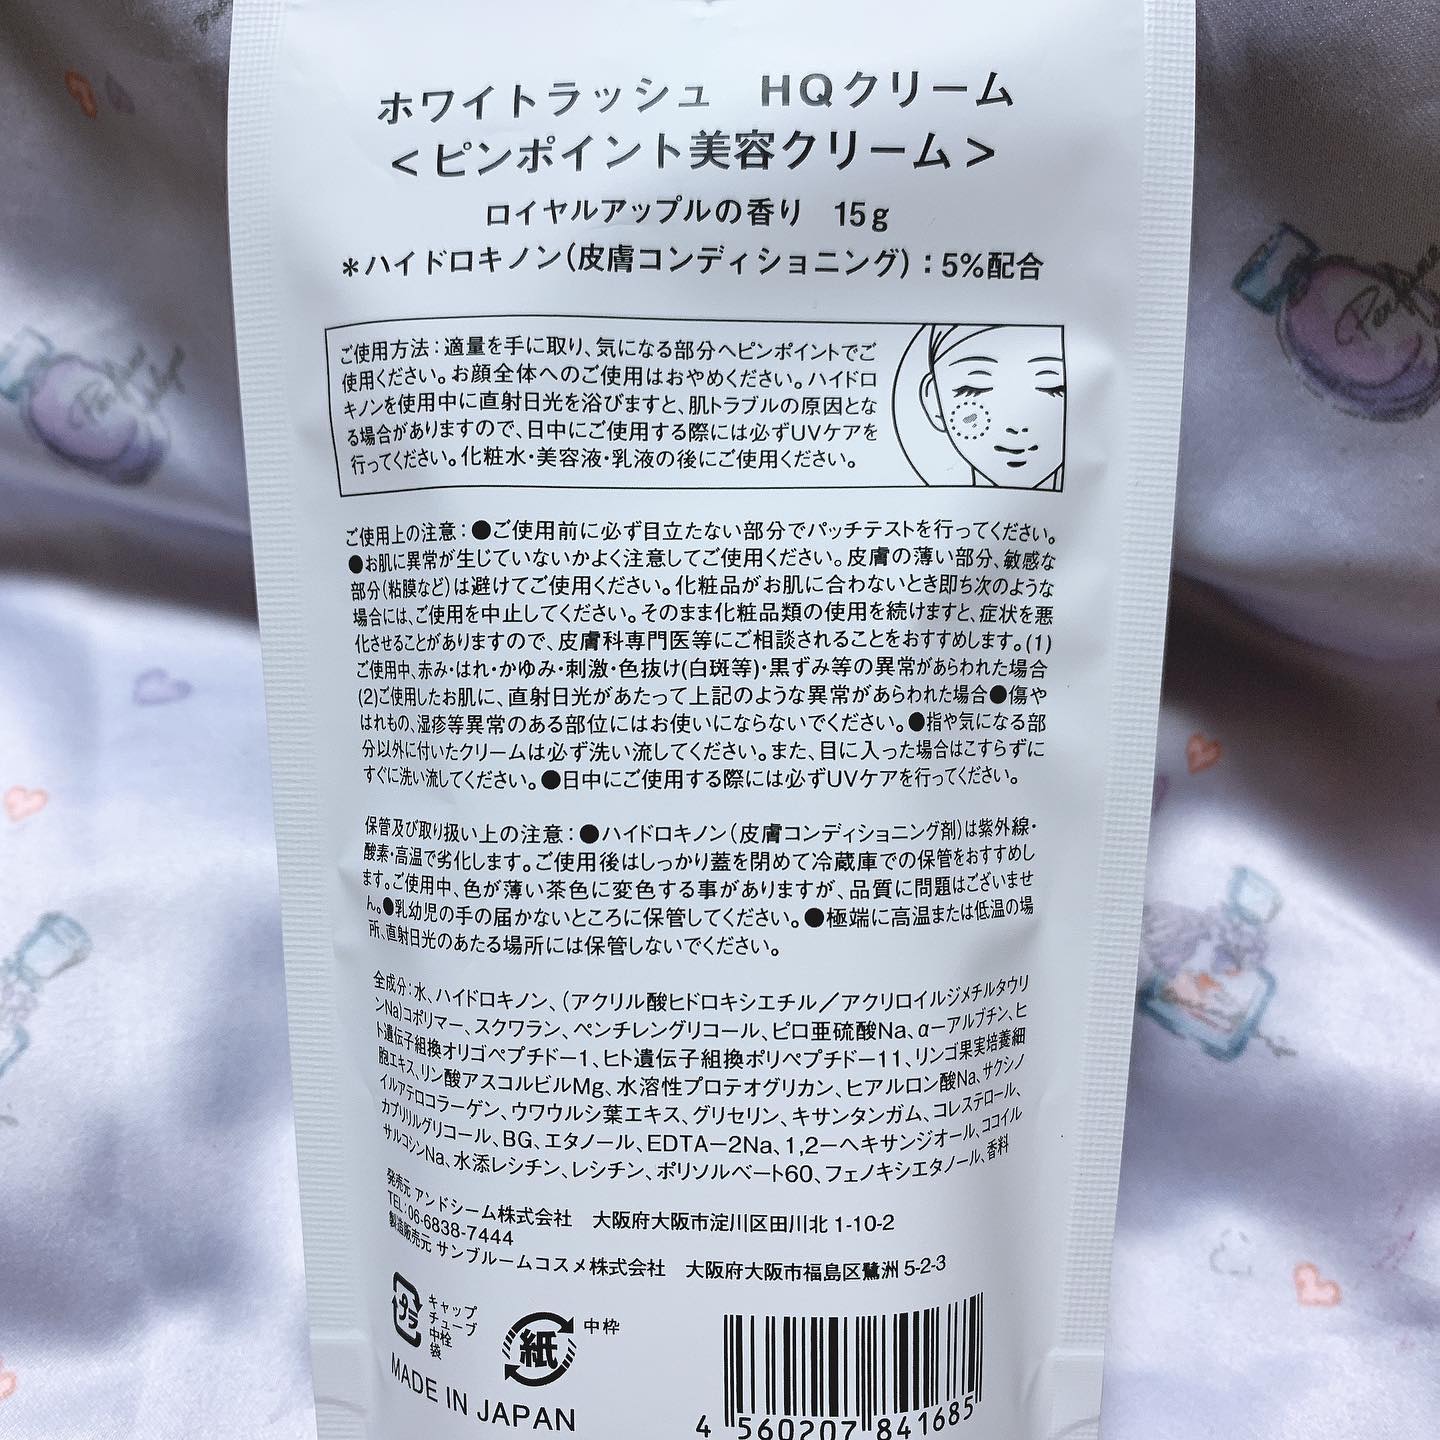 ホワイトラッシュ　HQクリーム
＜ピンポイント美容クリーム＞
ロイヤルアップルの香り　15g
＊ハイドロキノン（皮膚コンディショニング）：5%配合
ご使用方法：適量を手に取り、気になる部分へピンポイントでご
使用ください。お顔全体へのご使用はおやめください。ハイドロ
キノンを使用中に直射日光を浴びますと、肌トラブルの原因とな
る場合がありますので、日中にご使用する際には必ずUVケアを
行ってください。化粧水・美容液・乳液の後にご使用ください。
ご使用上の注意：●ご使用前に必ず目立たない部分でパッチテストを行ってください。
●お肌に異常が生じていないかよく注意してご使用ください。皮膚の薄い部分、敏感な
部分（粘膜など）は避けてご使用ください。化粧品がお肌に合わないとき即ち次のような
場合には、ご使用を中止してください。そのまま化粧品類の使用を続けますと、症状を悪
化させることがありますので、皮膚科専門医等にご相談されることをおすすめします。(1)
ご使用中、赤み・はれ・かゆみ・刺激・色抜け(白斑等)・黒ずみ等の異常があらわれた場合
(2)ご使用したお肌に、直射日光があたって上記のような異常があらわれた場合●傷や
はれもの、湿疹等異常のある部位にはお使いにならないでください。●指や気になる部
分以外に付いたクリームは必ず洗い流してください。また、目に入った場合はこすらずに
すぐに洗い流してください。●日中にご使用する際には必ずUVケアを行ってください。
保管及び取り扱い上の注意：●ハイドロキノン（皮膚コンディショニング剤）は紫外線・
酸素・高温で劣化します。ご使用後はしっかり蓋を閉めて冷蔵庫での保管をおすすめし
ます。ご使用中、色が薄い茶色に変色する事がありますが、品質に問題はございませ
ん。●乳幼児の手の届かないところに保管してください。●極端に高温または低温の場
所、直射日光のあたる場所には保管しないでください。
全成分：水、ハイドロキノン、（アクリル酸ヒドロキシエチル／アクリロイルジメチルタウリ
ンNa)コポリマー、スクワラン、ペンチレングリコール、ピロ亜硫酸Na、α－アルブチン、ヒ
ト遺伝子組換オリゴペプチド－1、ヒト遺伝子組換ポリペプチド－11、リンゴ果実培養細
胞エキス、リン酸アスコルビルMg、水溶性プロテオグリカン、ヒアルロン酸Na、サクシノ
イルアテロコラーゲン、ウワウルシ葉エキス、グリセリン、キサンタンガム、コレステロール、
カプリリルグリコール、BG、エタノール、EDTA－2Na、1,2－ヘキサンジオール、ココイル
サルコシンNa、水添レシチン、レシチン、ポリソルベート60、フェノキシエタノール、香料
発売元 アンドシーム株式会社　大阪府大阪市淀川区田川北 1-10-2
TEL：06-6838-7444
製造販売元 サンブルームコスメ株式会社　大阪府大阪市福島区鷺洲 5-2-3
プラ
キャップ
チューブ
中栓
袋
紙
中枠
MADE IN JAPAN
4 560207 841685